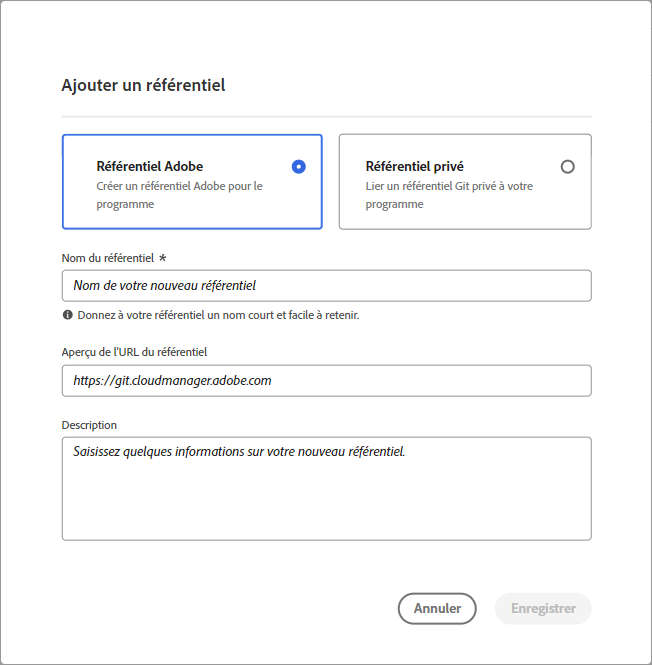 Ajouter un référentiel
Référentiel Adobe
Créer un référentiel Adobe pour le
programme
Référentiel privé
Lier un référentiel Git privé à votre
programme
Nom du référentiel *
Nom de votre nouveau référentiel
Donnez à votre référentiel un nom court et facile à retenir.
Aperçu de l'URL du référentiel
https://git.cloudmanager.adobe.com
Description
Saisissez quelques informations sur votre nouveau référentiel.
Annuler
Enregistrer